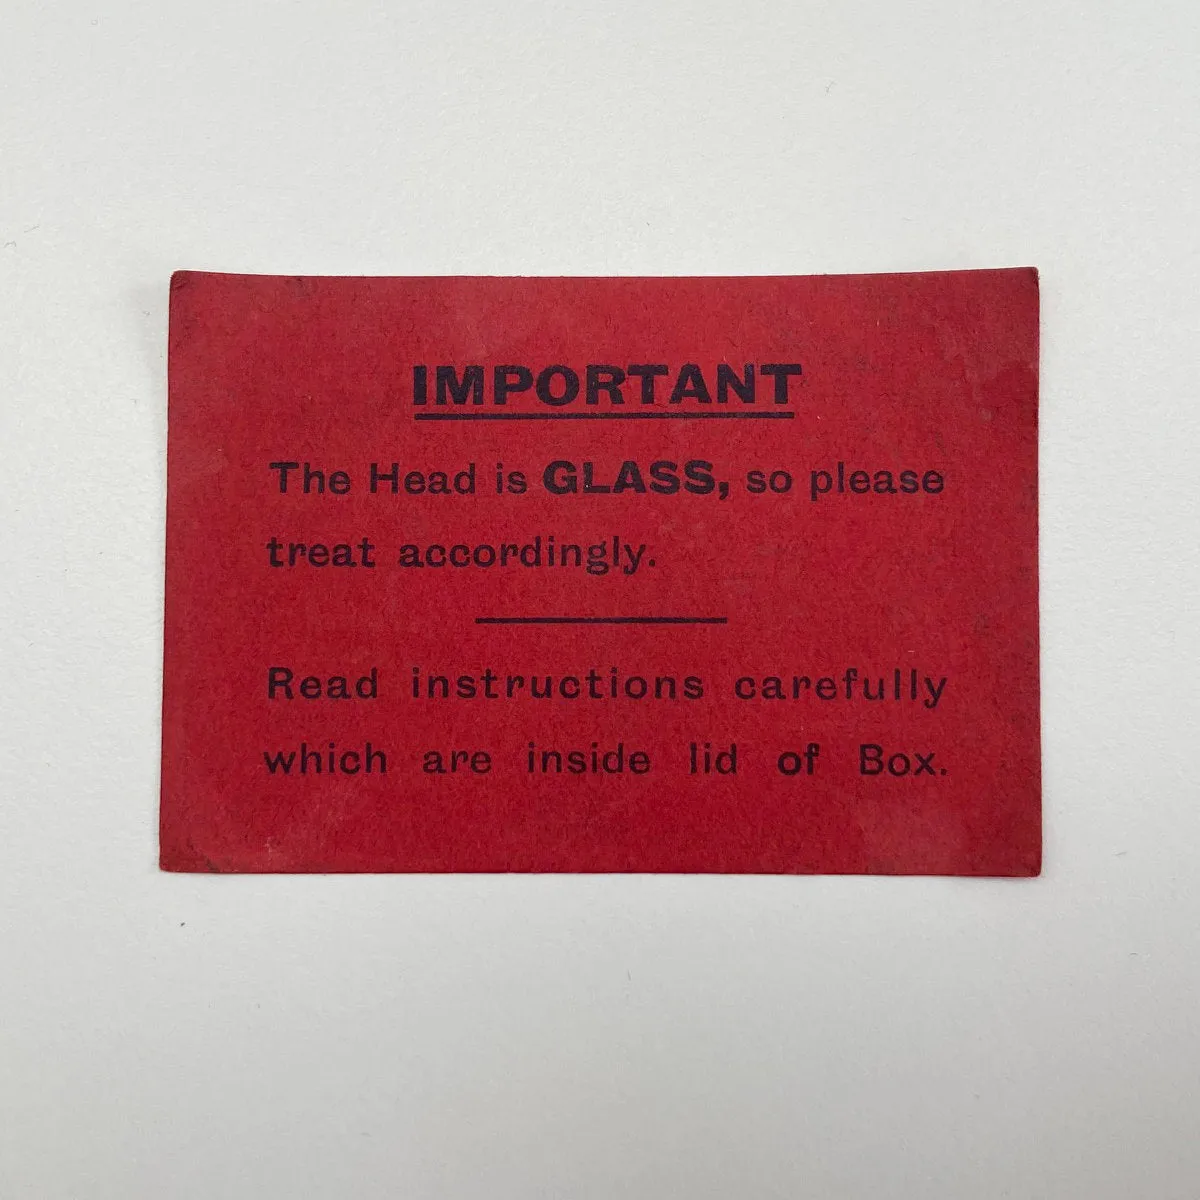 IMPORTANT
The Head is GLASS, so please
treat accordingly.
Read instructions carefully
which are inside lid of Box.